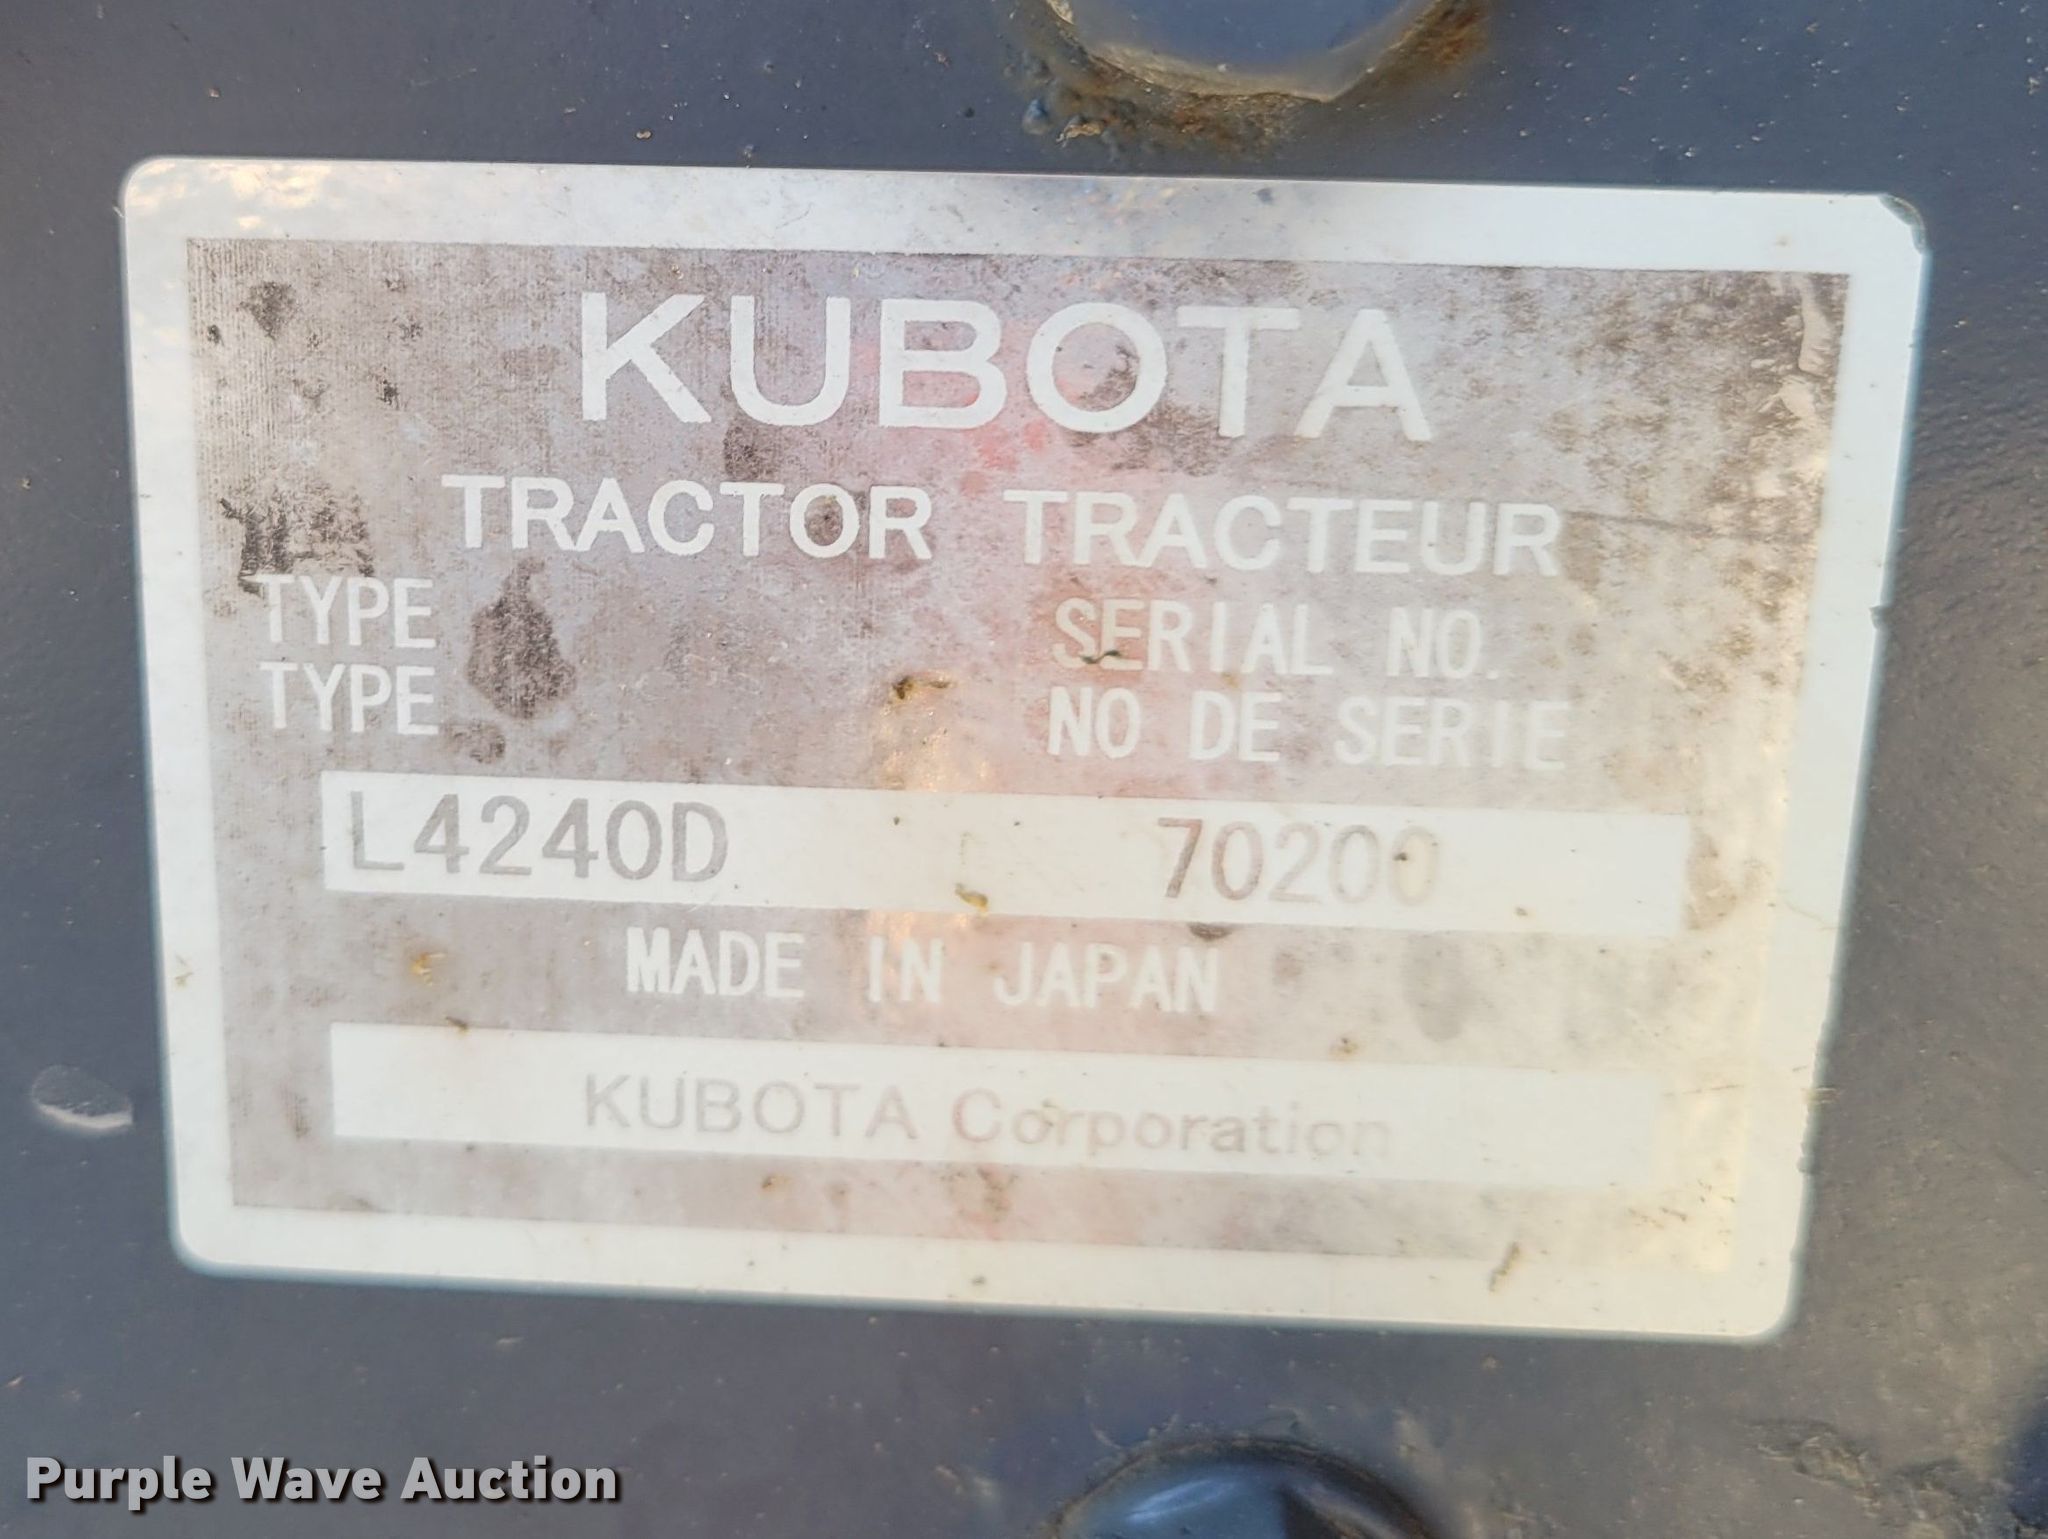 KUBOTA
TRACTOR TRACTEUR
TYPE SERIAL NO.
TYPE NO DE SERIE
L4240D 70200
MADE IN JAPAN
KUBOTA Corporation
Purple Wave Auction